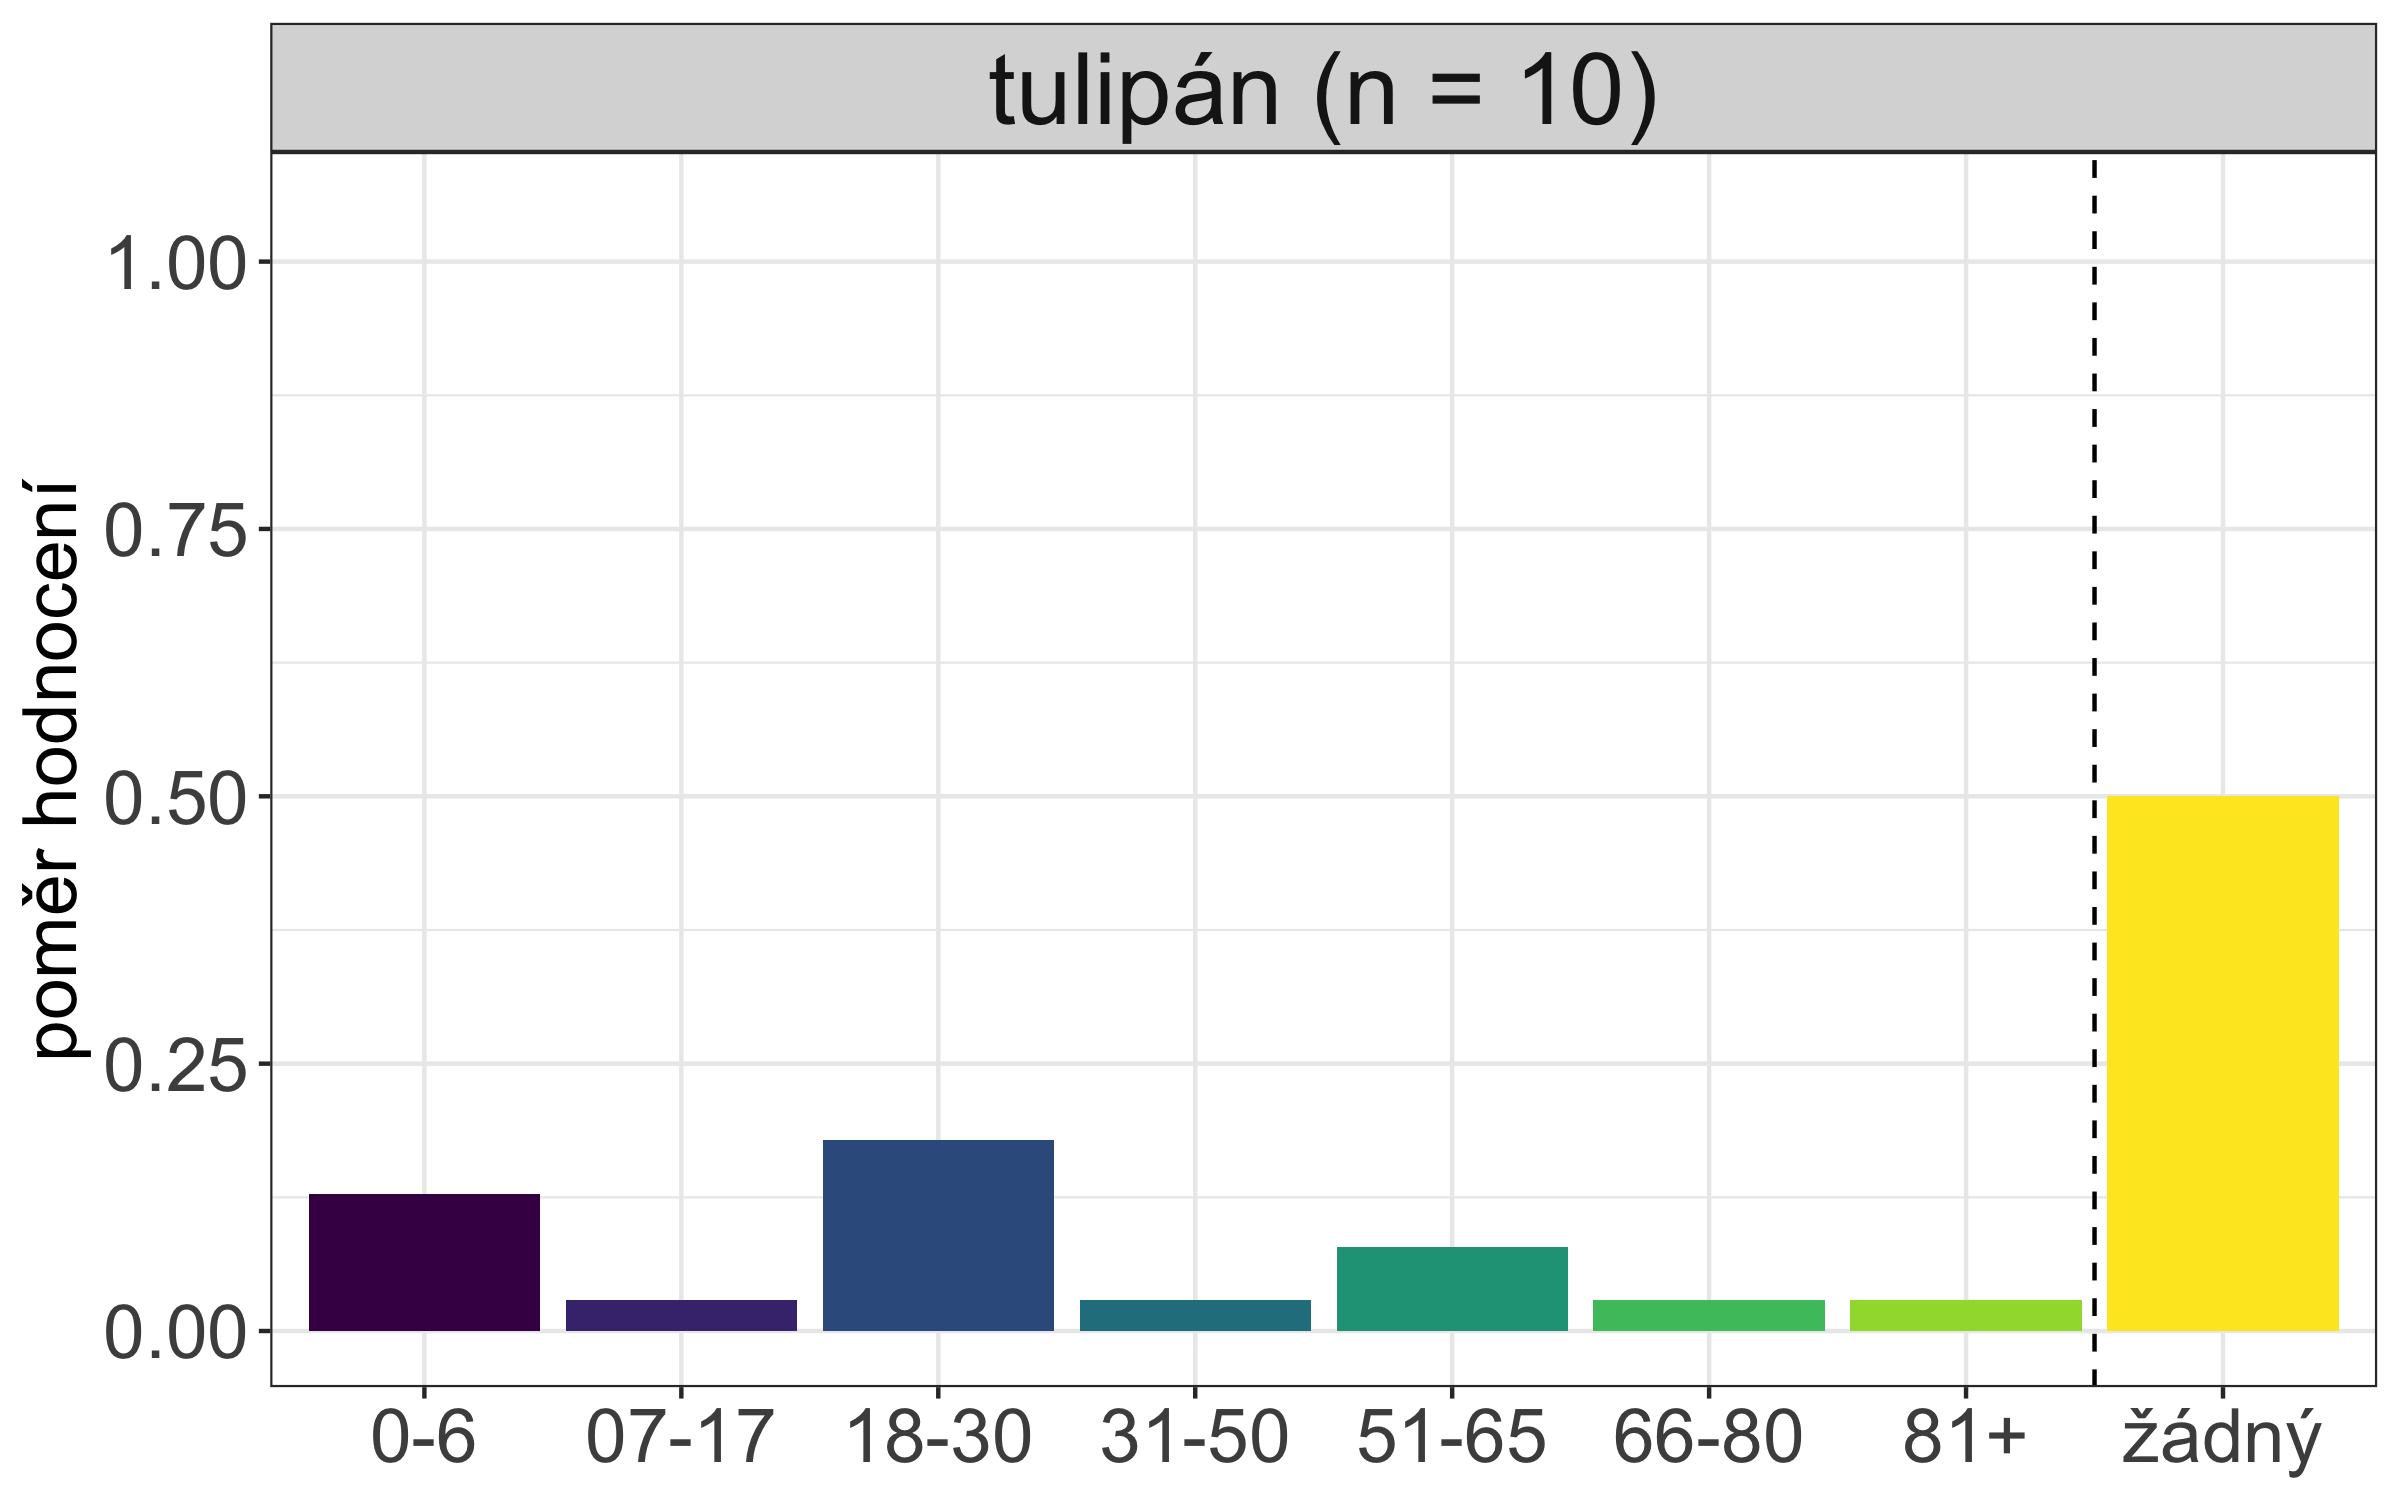 tulipán (n = 10)
poměr hodnocení
1.00
0.75
0.50
0.25
0.00
0-6 07-17 18-30 31-50 51-65 66-80 81+ žádný